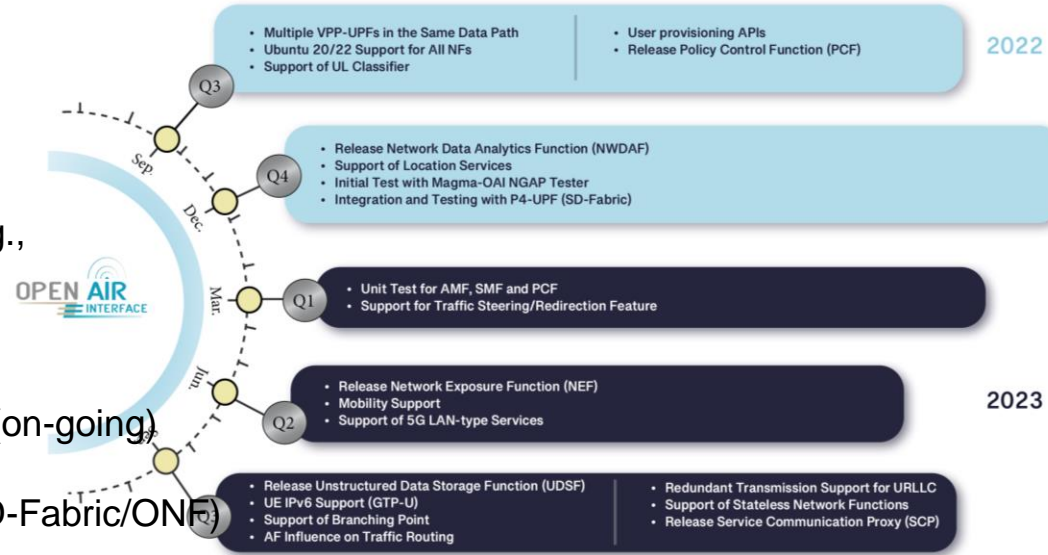 • Multiple VPP-UPFs in the Same Data Path
• Ubuntu 20/22 Support for All NFs
• Support of UL Classifier
• User provisioning APIs
• Release Policy Control Function (PCF)
2022
Q3
Sep.
• Release Network Data Analytics Function (NWDAF)
• Support of Location Services
• Initial Test with Magma-OAI NGAP Tester
• Integration and Testing with P4-UPF (SD-Fabric)
Q4
Dec.
g.,
OPEN AIR
INTERFACE
• Unit Test for AMF, SMF and PCF
• Support for Traffic Steering/Redirection Feature
Q1
Mar.
• Release Network Exposure Function (NEF)
• Mobility Support
• Support of 5G LAN-type Services
Q2
Jun.
2023
on-going)
• Release Unstructured Data Storage Function (UDSF)
• UE IPv6 Support (GTP-U)
• Support of Branching Point
• AF Influence on Traffic Routing
• Redundant Transmission Support for URLLC
• Support of Stateless Network Functions
• Release Service Communication Proxy (SCP)
Q3
D-Fabric/ONF)